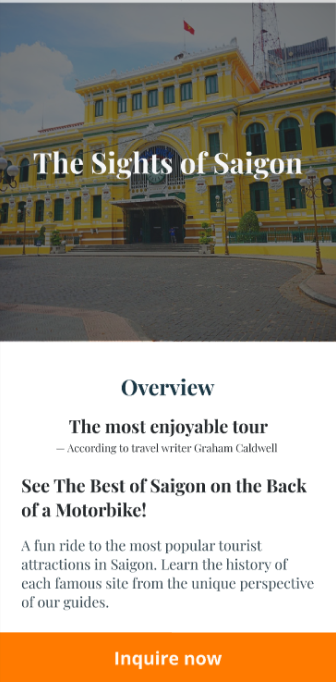 The Sights of Saigon
Overview
The most enjoyable tour
— According to travel writer Graham Caldwell
See The Best of Saigon on the Back
of a Motorbike!
A fun ride to the most popular tourist
attractions in Saigon. Learn the history of
each famous site from the unique perspective
of our guides.
Inquire now